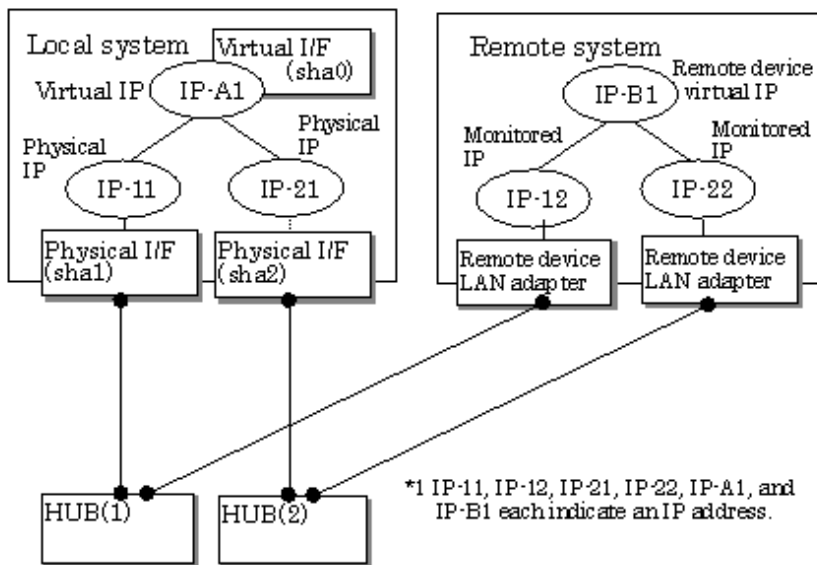 Local system
Virtual I/F
(sha0)
Virtual IP
IP-A1
Physical
IP
Physical
IP
IP-11
IP-21
Physical I/F
(sha1)
Physical I/F
(sha2)
Remote system
Remote device
virtual IP
IP-B1
Monitored
IP
Monitored
IP
IP-12
IP-22
Remote device
LAN adapter
Remote device
LAN adapter
HUB(1)
HUB(2)
*1 IP-11, IP-12, IP-21, IP-22, IP-A1, and
IP-B1 each indicate an IP address.